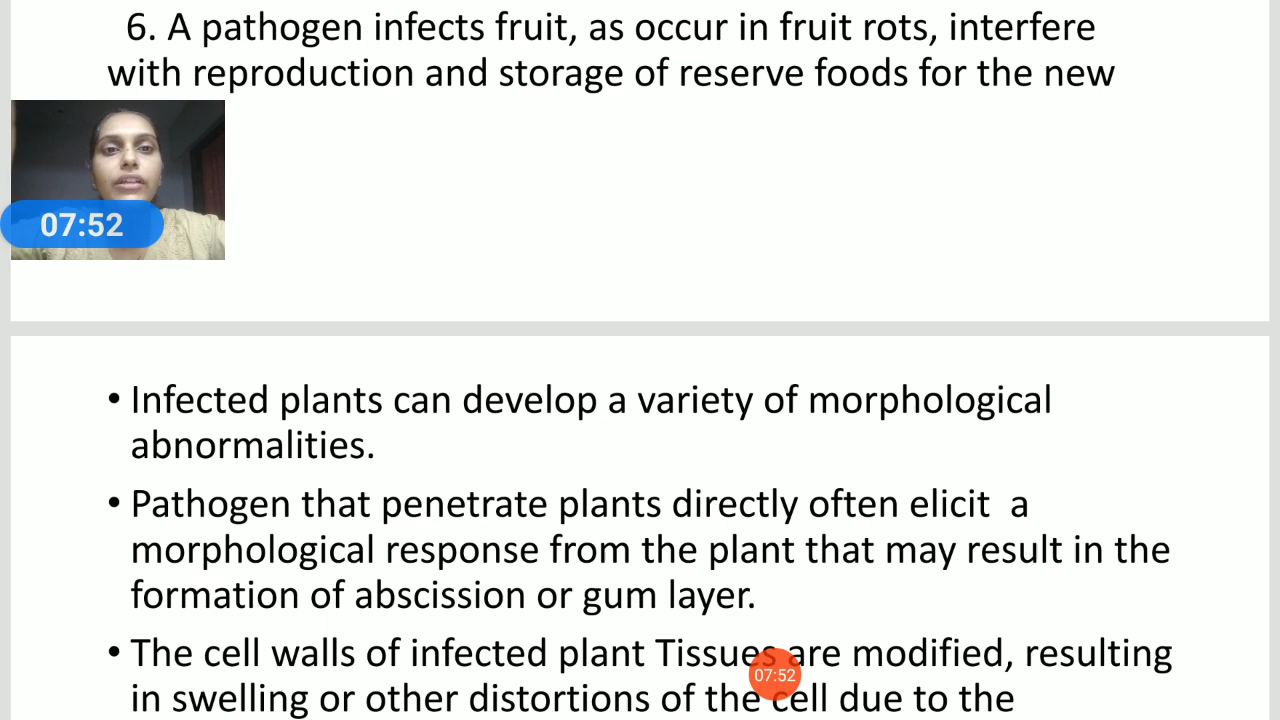 6. A pathogen infects fruit, as occur in fruit rots, interfere
with reproduction and storage of reserve foods for the new
07:52
• Infected plants can develop a variety of morphological
abnormalities.
• Pathogen that penetrate plants directly often elicit a
morphological response from the plant that may result in the
formation of abscission or gum layer.
• The cell walls of infected plant Tissues are modified, resulting
07:52
in swelling or other distortions of the cell due to the